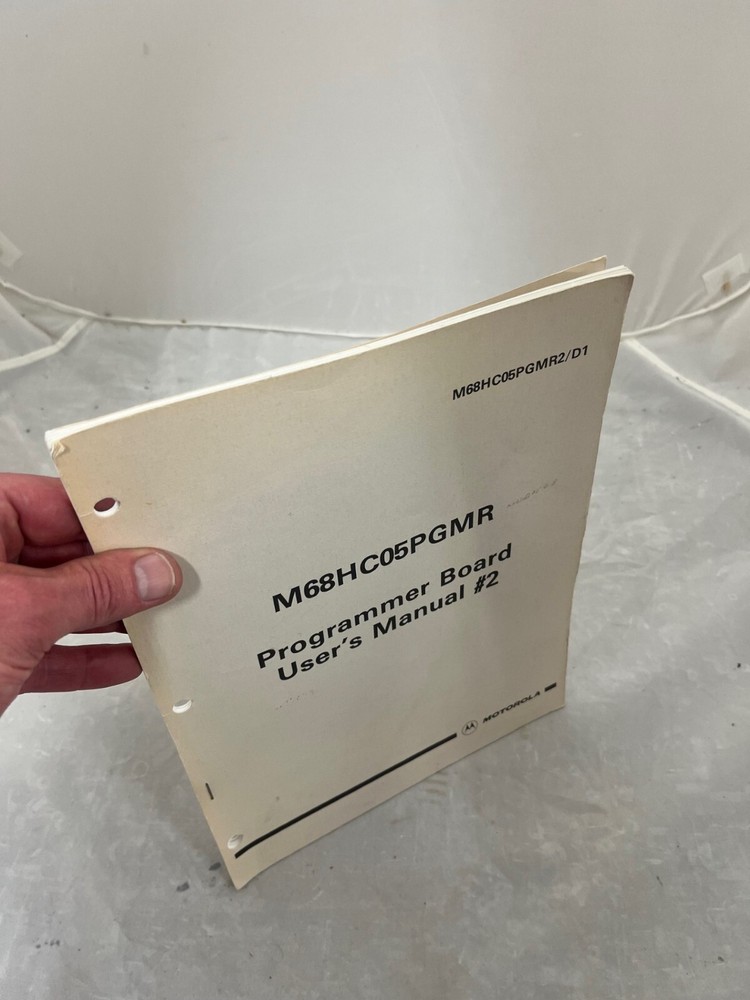 M68HC05PGMR2/D1
M68HC05PGMR
Programmer Board
User's Manual #2
MOTOROLA